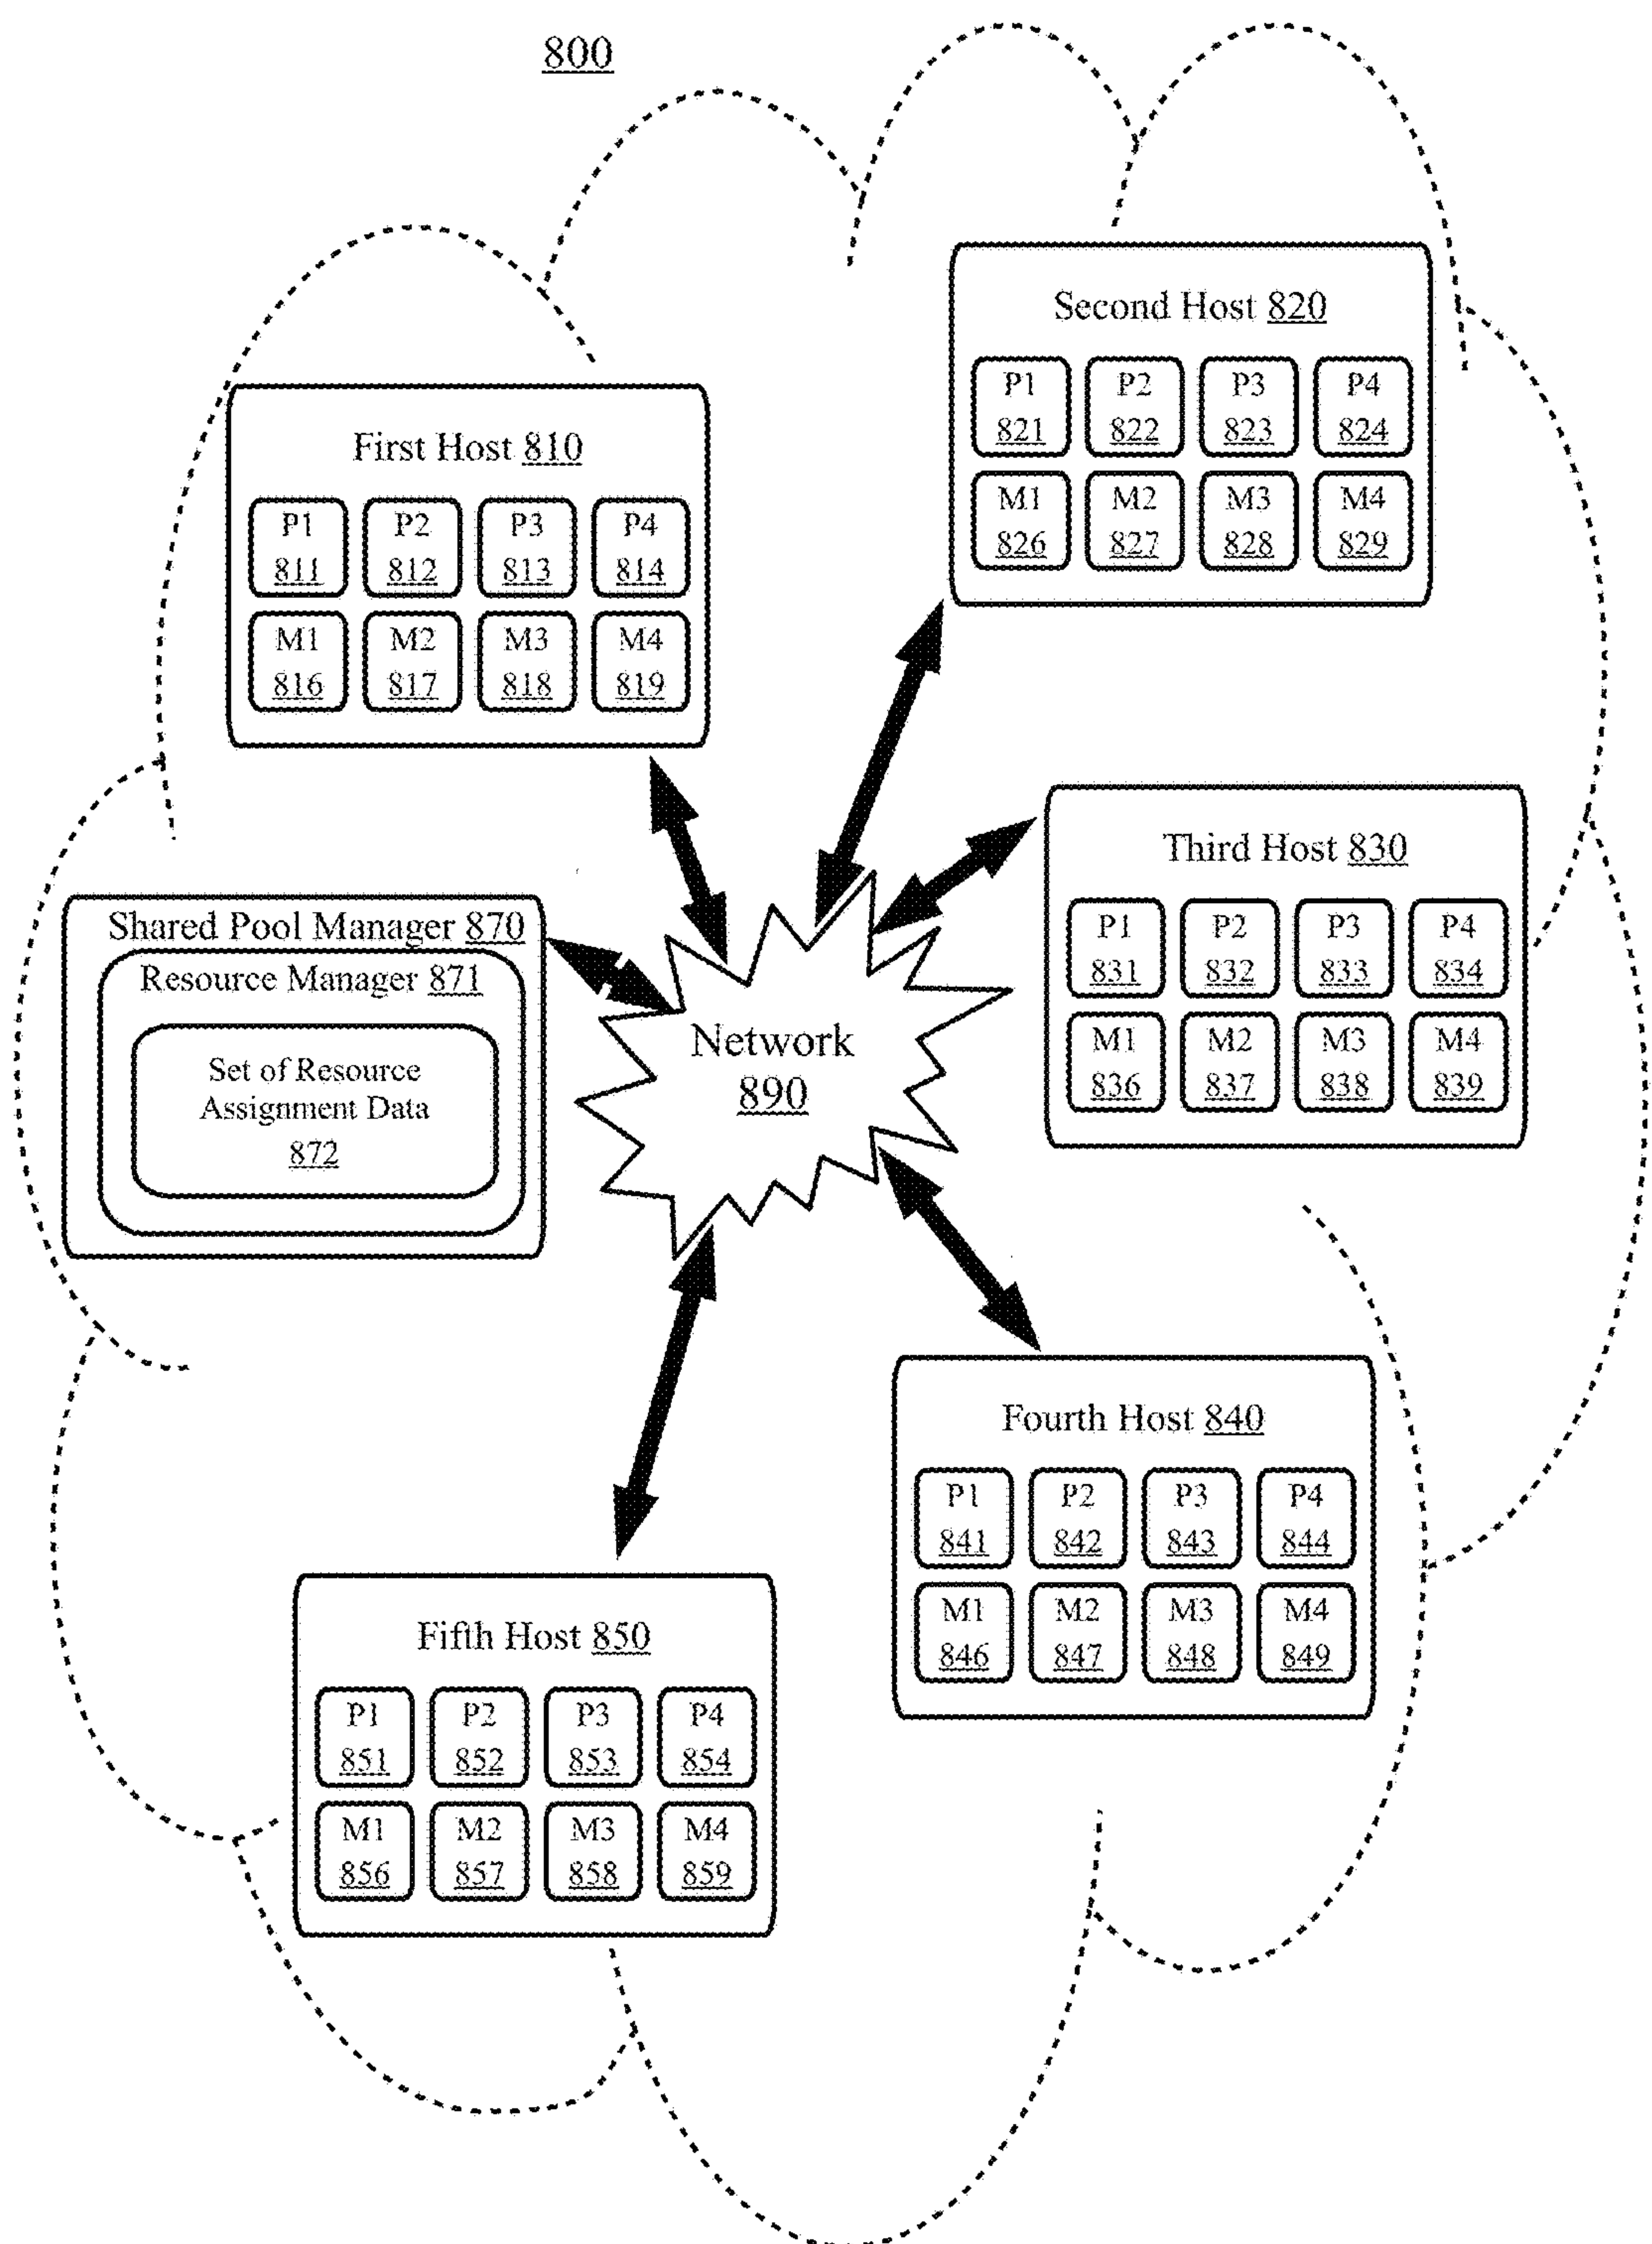 800
Second Host 820
P1 P2 P3 P4
821 822 823 824
M1 M2 M3 M4
826 827 828 829
First Host 810
P1 P2 P3 P4
811 812 813 814
M1 M2 M3 M4
816 817 818 819
Third Host 830
P1 P2 P3 P4
831 832 833 834
M1 M2 M3 M4
836 837 838 839
Shared Pool Manager 870
Resource Manager 871
Set of Resource
Assignment Data
872
Network
890
Fourth Host 840
P1 P2 P3 P4
841 842 843 844
M1 M2 M3 M4
846 847 848 849
Fifth Host 850
P1 P2 P3 P4
851 852 853 854
M1 M2 M3 M4
856 857 858 859